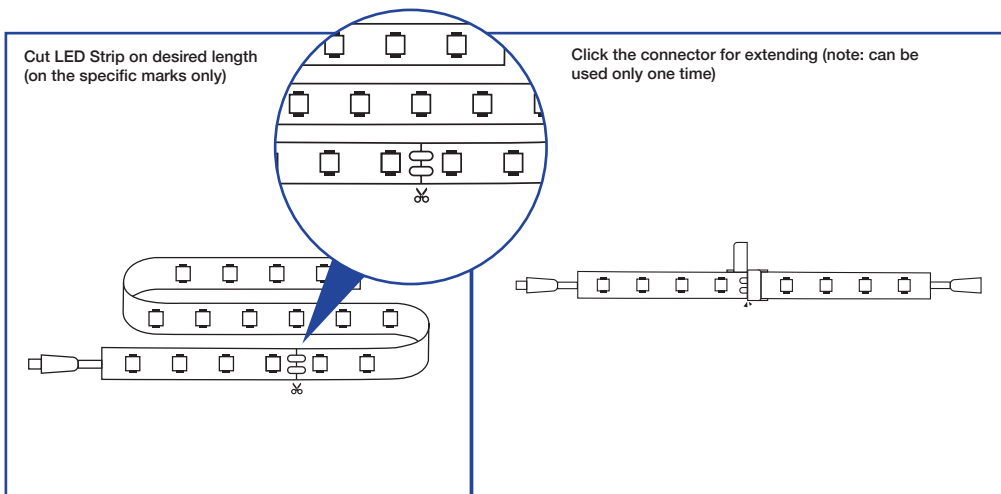 Cut LED Strip on desired length
(on the specific marks only)
Click the connector for extending (note: can be
used only one time)